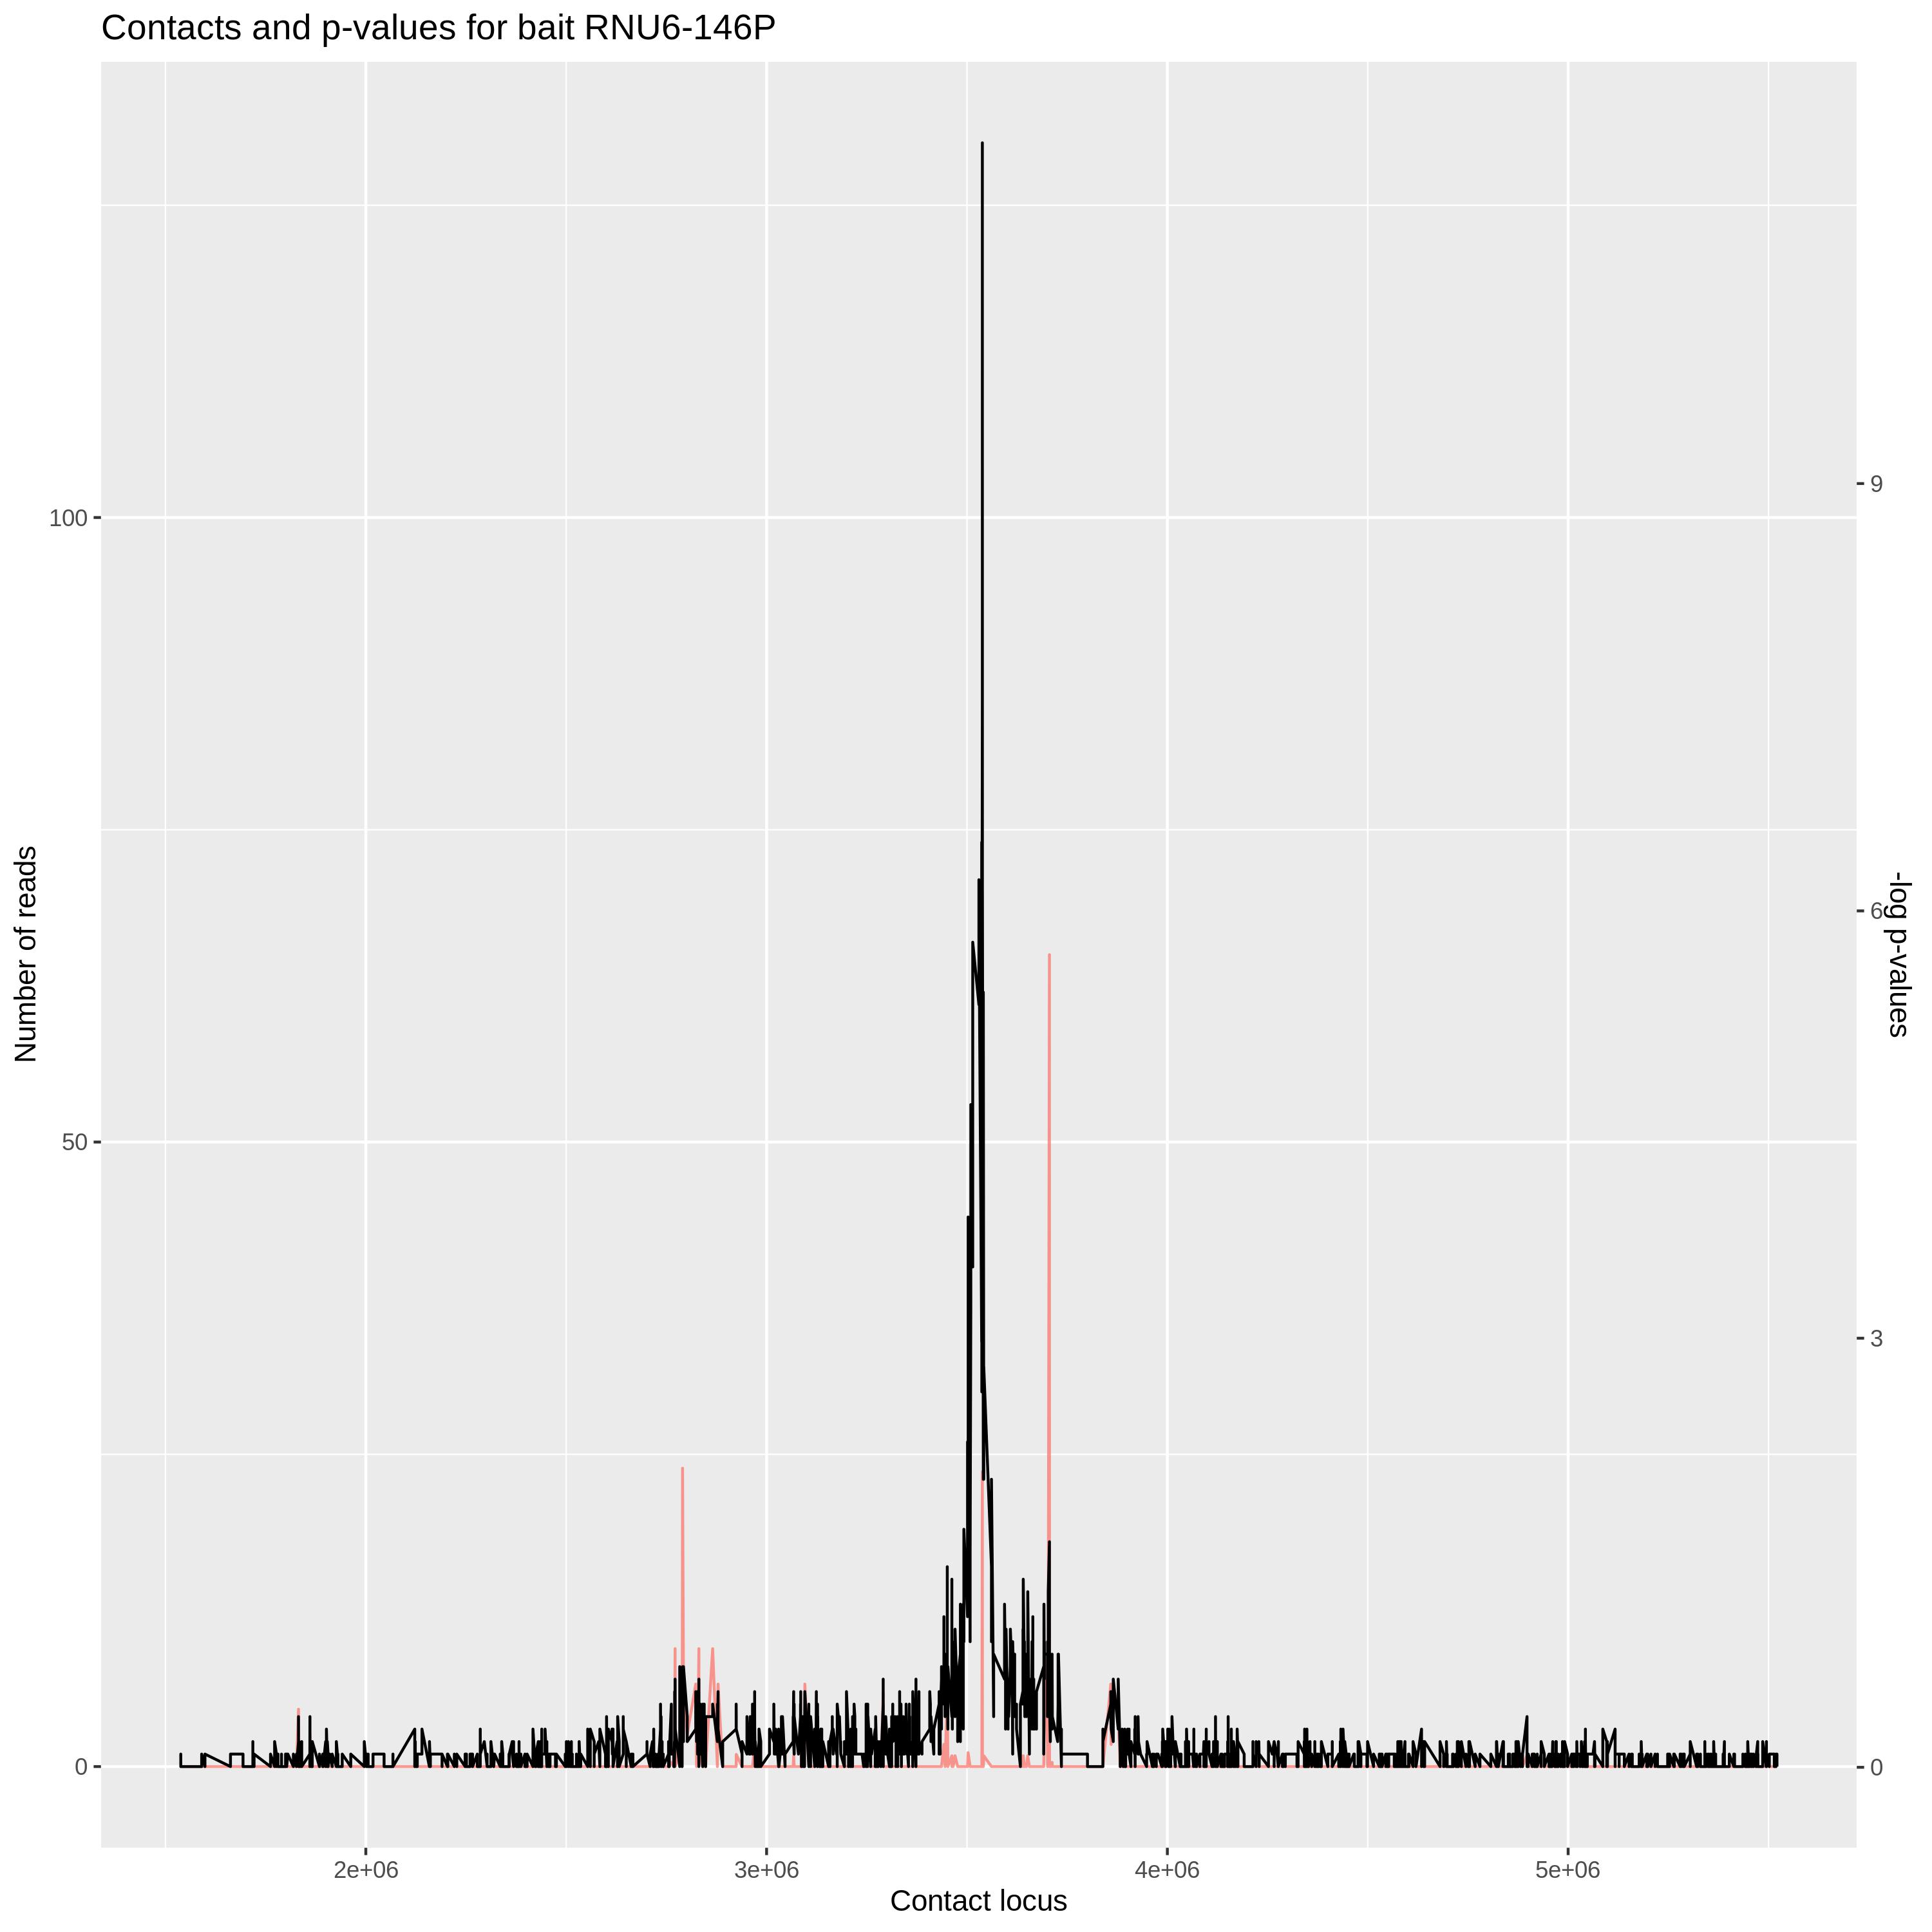 Contacts and p-values for bait RNU6-146P
Number of reads
100
50
0
9
6
3
0
-log p-values
2e+06
3e+06
4e+06
5e+06
Contact locus